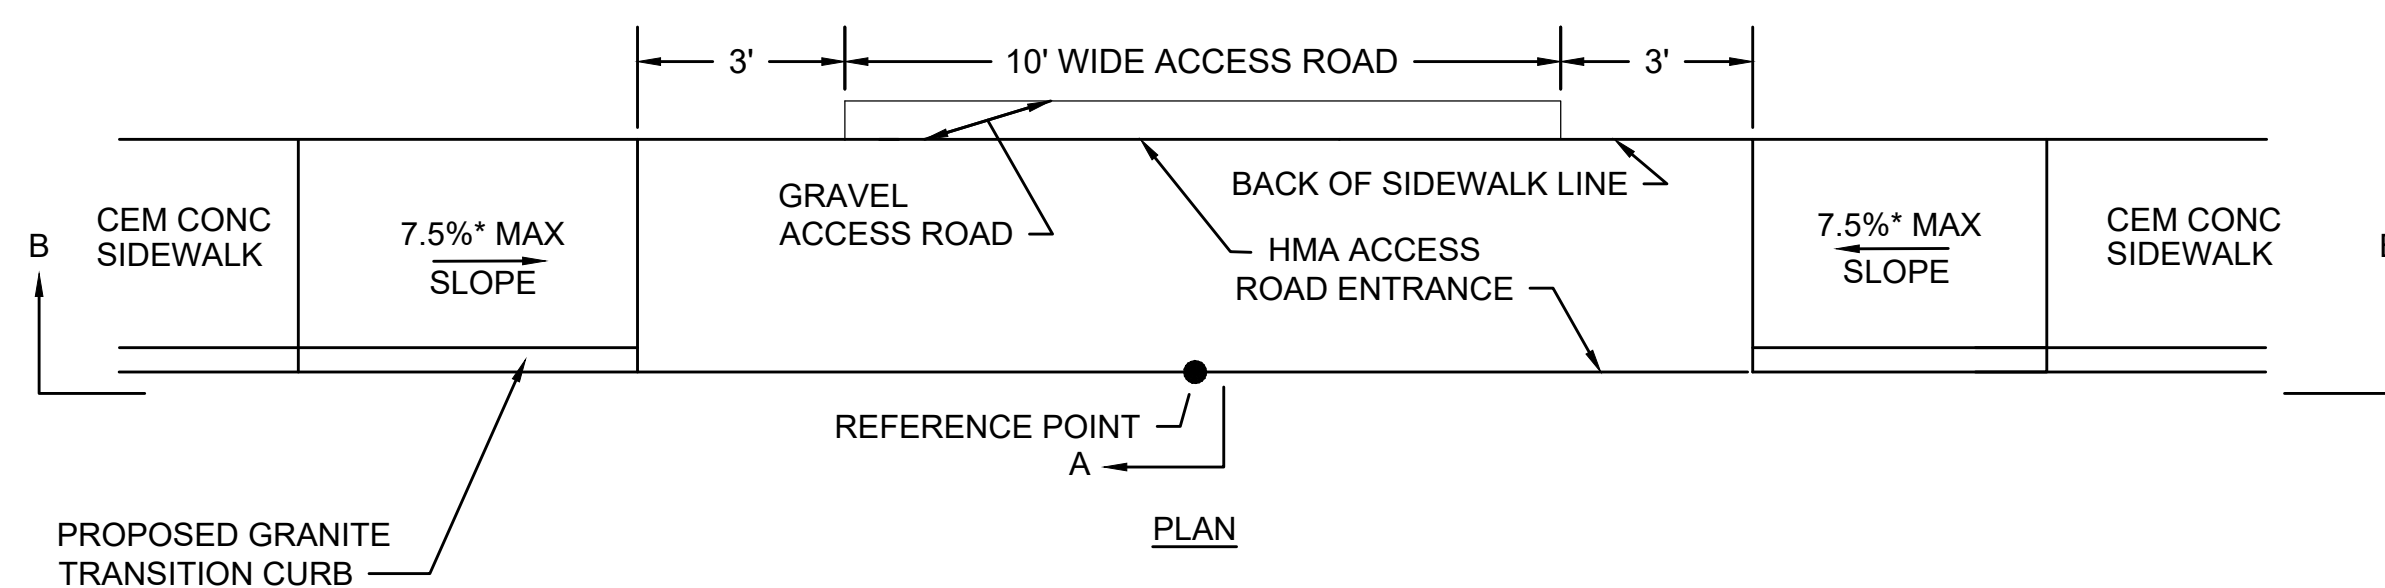 3'
10' WIDE ACCESS ROAD
3'
GRAVEL
ACCESS ROAD
BACK OF SIDEWALK LINE
B
CEM CONC
SIDEWALK
7.5%* MAX
SLOPE
HMA ACCESS
ROAD ENTRANCE
7.5%* MAX
SLOPE
CEM CONC
SIDEWALK
REFERENCE POINT
A
PLAN
PROPOSED GRANITE
TRANSITION CURB